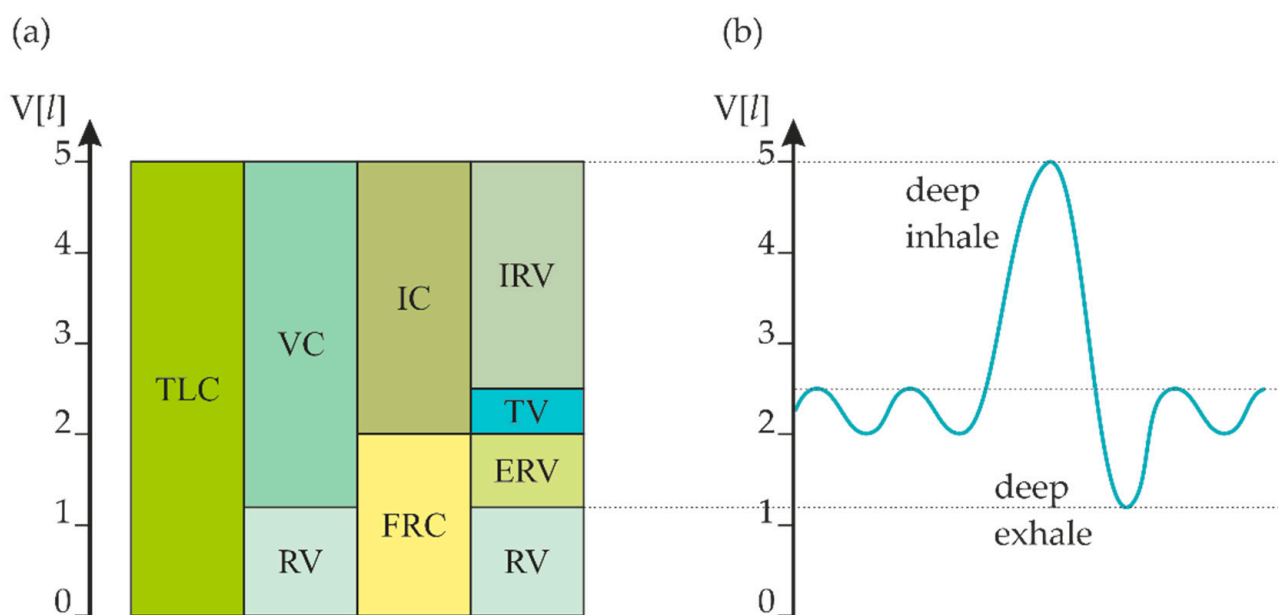 (a)
V[l]
5
4
3
2
1
0
TLC
VC
RV
IC
FRC
IRV
TV
ERV
RV
(b)
V[l]
5
4
3
2
1
0
deep
inhale
deep
exhale